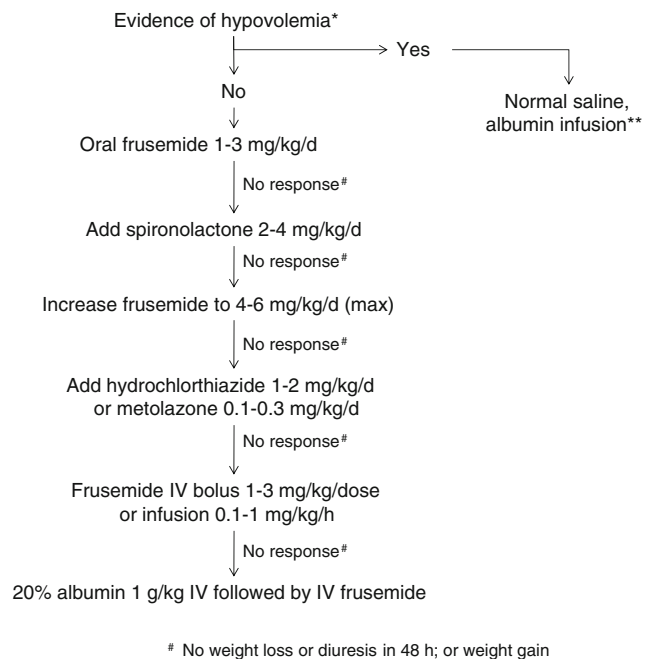 Evidence of hypovolemia*
Yes
No
Normal saline,
albumin infusion**
Oral frusemide 1-3 mg/kg/d
No response#
Add spironolactone 2-4 mg/kg/d
No response#
Increase frusemide to 4-6 mg/kg/d (max)
No response#
Add hydrochlorthiazide 1-2 mg/kg/d
or metolazone 0.1-0.3 mg/kg/d
No response#
Frusemide IV bolus 1-3 mg/kg/dose
or infusion 0.1-1 mg/kg/h
No response#
20% albumin 1 g/kg IV followed by IV frusemide
# No weight loss or diuresis in 48 h; or weight gain